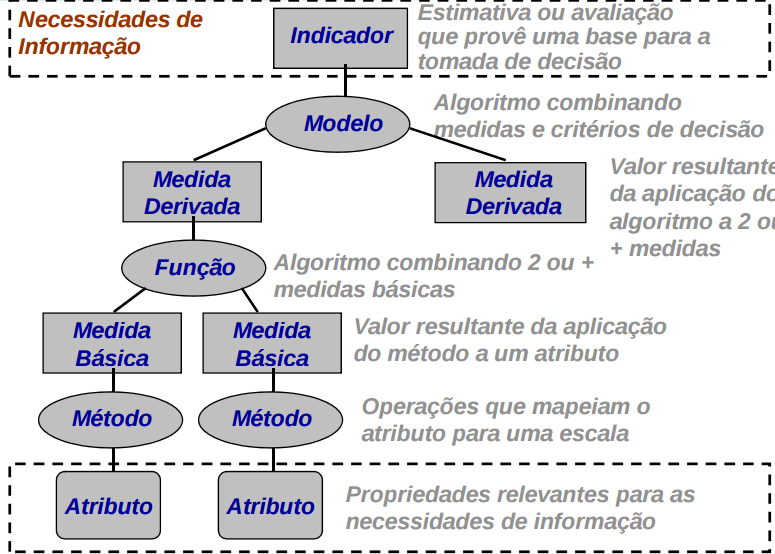 Necessidades de
Informação
Indicador
Estimativa ou avaliação
que provê uma base para a
tomada de decisão
Modelo
Algoritmo combinando
medidas e critérios de decisão
Medida
Derivada
Medida
Derivada
Valor resultante
da aplicação do
algoritmo a 2 ou
+ medidas
Função
Algoritmo combinando 2 ou +
medidas básicas
Medida
Básica
Medida
Básica
Valor resultante da aplicação
do método a um atributo
Método
Método
Operações que mapeiam o
atributo para uma escala
Atributo
Atributo
Propriedades relevantes para as
necessidades de informação